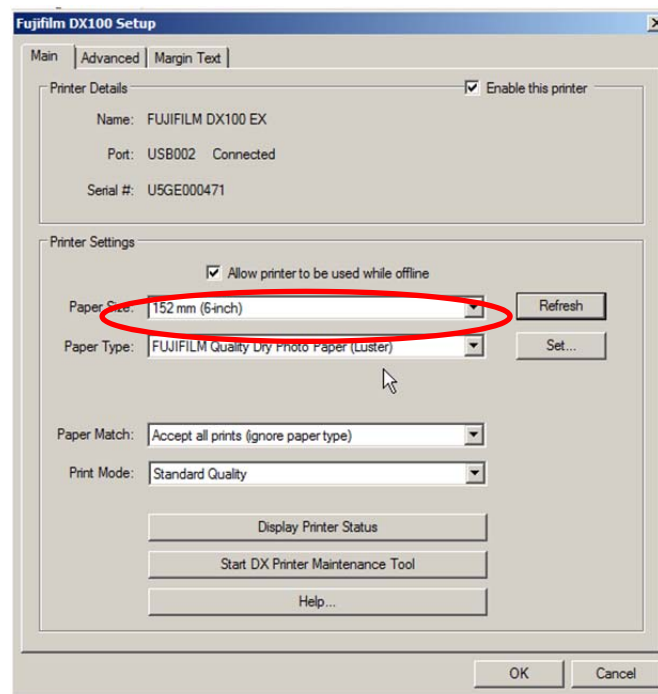 Fujifilm DX100 Setup
Main Advanced Margin Text
Printer Details Enable this printer
Name: FUJIFILM DX100 EX
Port: USB002 Connected
Serial #: U5GE000471
Printer Settings
Allow printer to be used while offline
Paper Size: 152 mm (6-inch) Refresh
Paper Type: FUJIFILM Quality Dry Photo Paper (Luster) Set...
Paper Match: Accept all prints (ignore paper type)
Print Mode: Standard Quality
Display Printer Status
Start DX Printer Maintenance Tool
Help...
OK Cancel